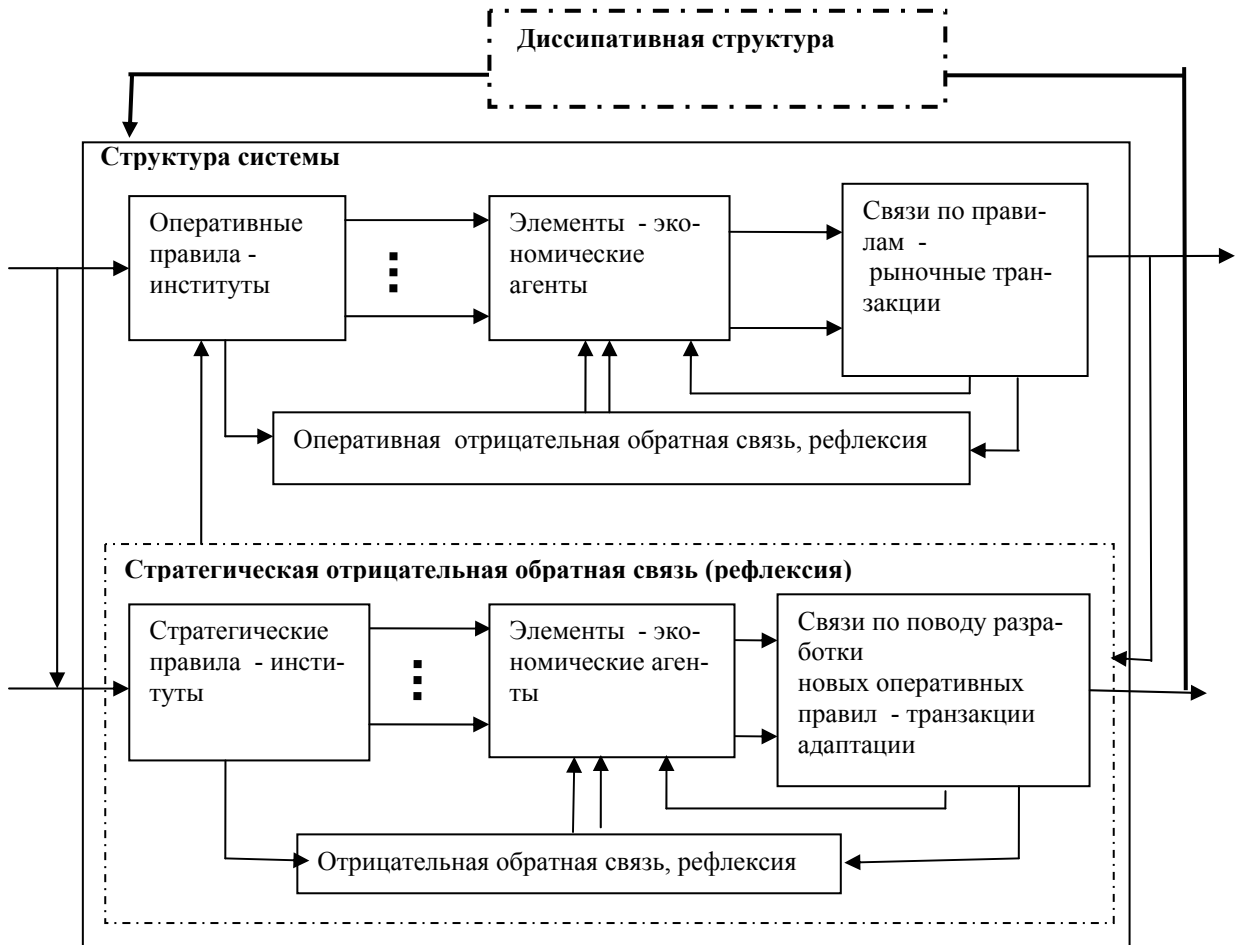 Диссипативная структура
Структура системы
Оперативные
правила -
институты
Элементы - эко-
номические
агенты
Связи по прави-
лам -
рыночные тран-
закции
Оперативная отрицательная обратная связь, рефлексия
Стратегическая отрицательная обратная связь (рефлексия)
Стратегические
правила - инсти-
туты
Элементы - эко-
номические аген-
ты
Связи по поводу разра-
ботки
новых оперативных
правил - транзакции
адаптации
Отрицательная обратная связь, рефлексия